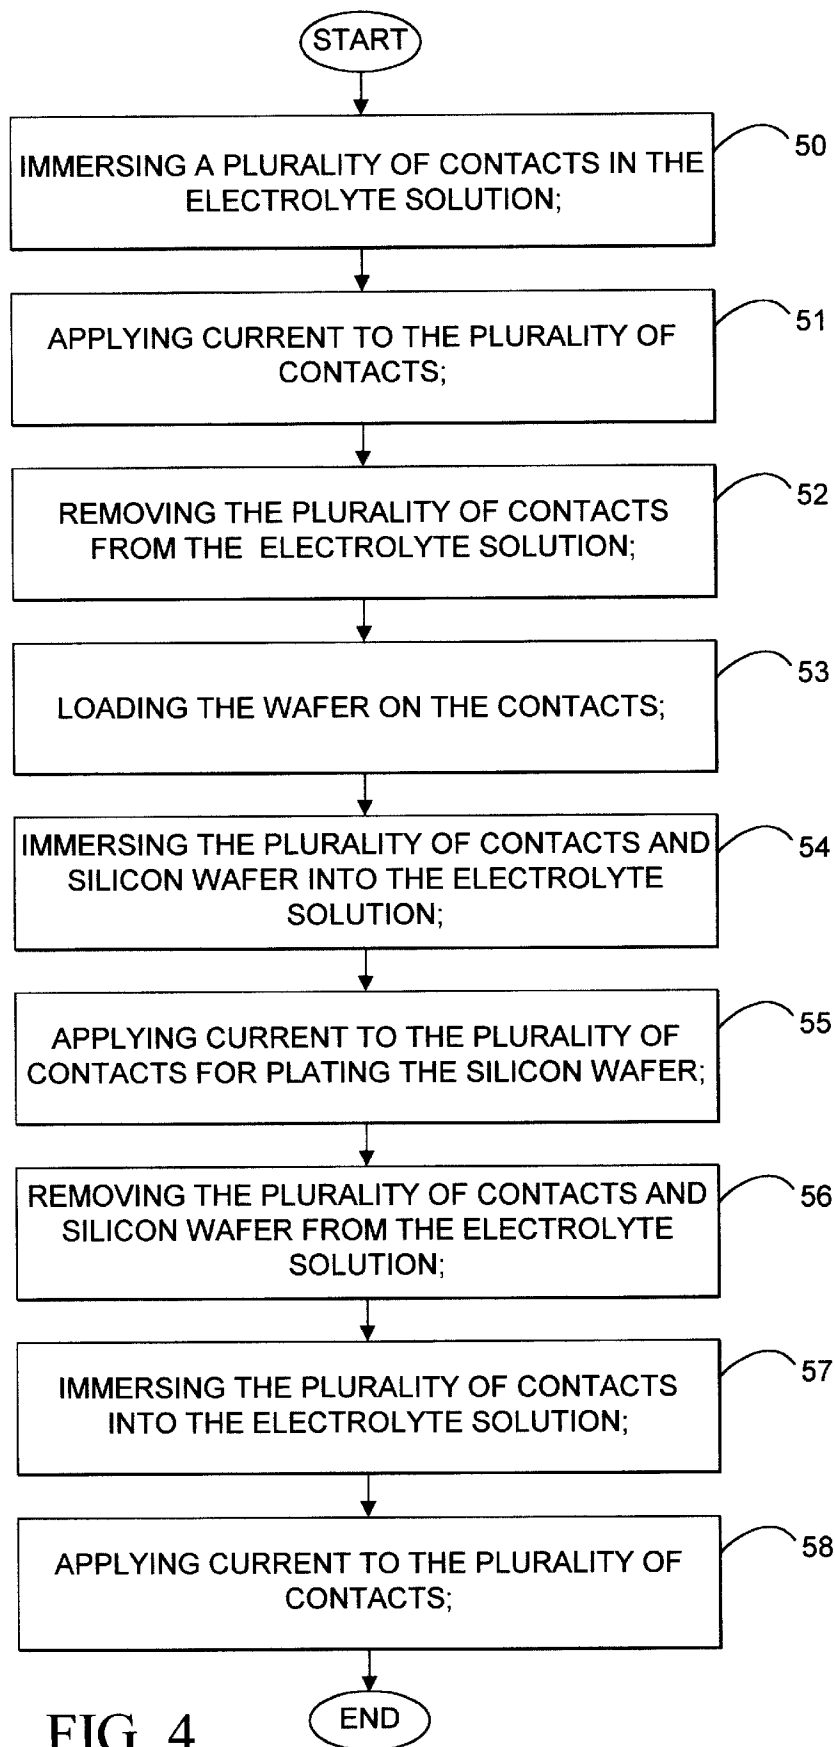 START
IMMERSING A PLURALITY OF CONTACTS IN THE
ELECTROLYTE SOLUTION;
50
APPLYING CURRENT TO THE PLURALITY OF
CONTACTS;
51
REMOVING THE PLURALITY OF CONTACTS
FROM THE ELECTROLYTE SOLUTION;
52
LOADING THE WAFER ON THE CONTACTS;
53
IMMERSING THE PLURALITY OF CONTACTS AND
SILICON WAFER INTO THE ELECTROLYTE
SOLUTION;
54
APPLYING CURRENT TO THE PLURALITY OF
CONTACTS FOR PLATING THE SILICON WAFER;
55
REMOVING THE PLURALITY OF CONTACTS AND
SILICON WAFER FROM THE ELECTROLYTE
SOLUTION;
56
IMMERSING THE PLURALITY OF CONTACTS
INTO THE ELECTROLYTE SOLUTION;
57
APPLYING CURRENT TO THE PLURALITY OF
CONTACTS;
58
END
FIG. 4